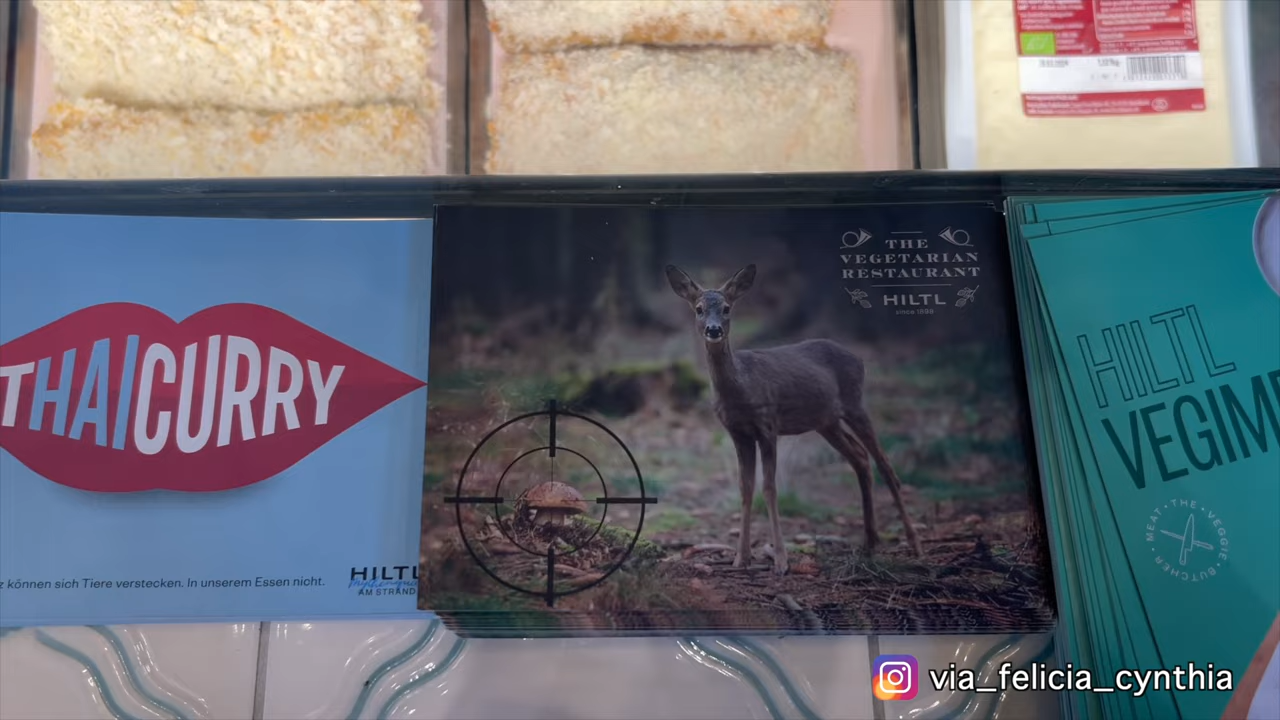 THAICURRY
z können sich Tiere verstecken. In unserem Essen nicht.
HILTL
AM STRAND
THE
VEGETARIAN
RESTAURANT
HILTL
since 1898
HILTL
VEGIM
MEAT · THE · VEGGIE · BUTCHER ·
via_felicia_cynthia